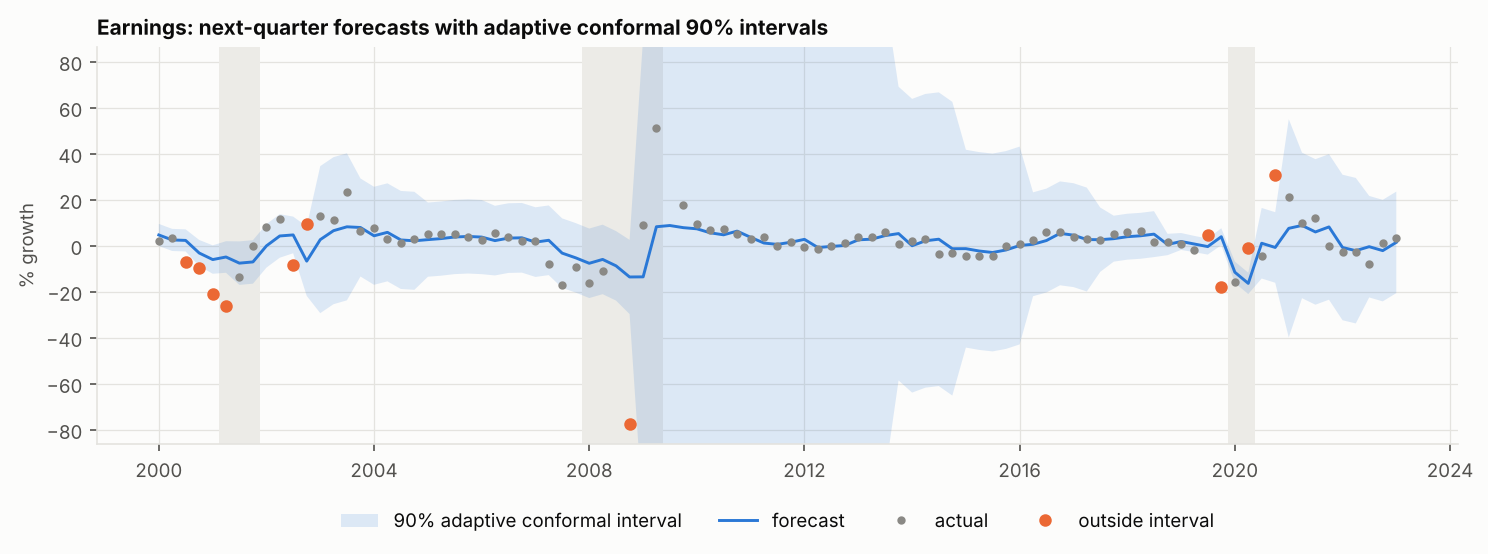 Earnings: next-quarter forecasts with adaptive conformal 90% intervals
% growth
80
60
40
20
0
−20
−40
−60
−80
2000 2004 2008 2012 2016 2020 2024
90% adaptive conformal interval forecast actual outside interval